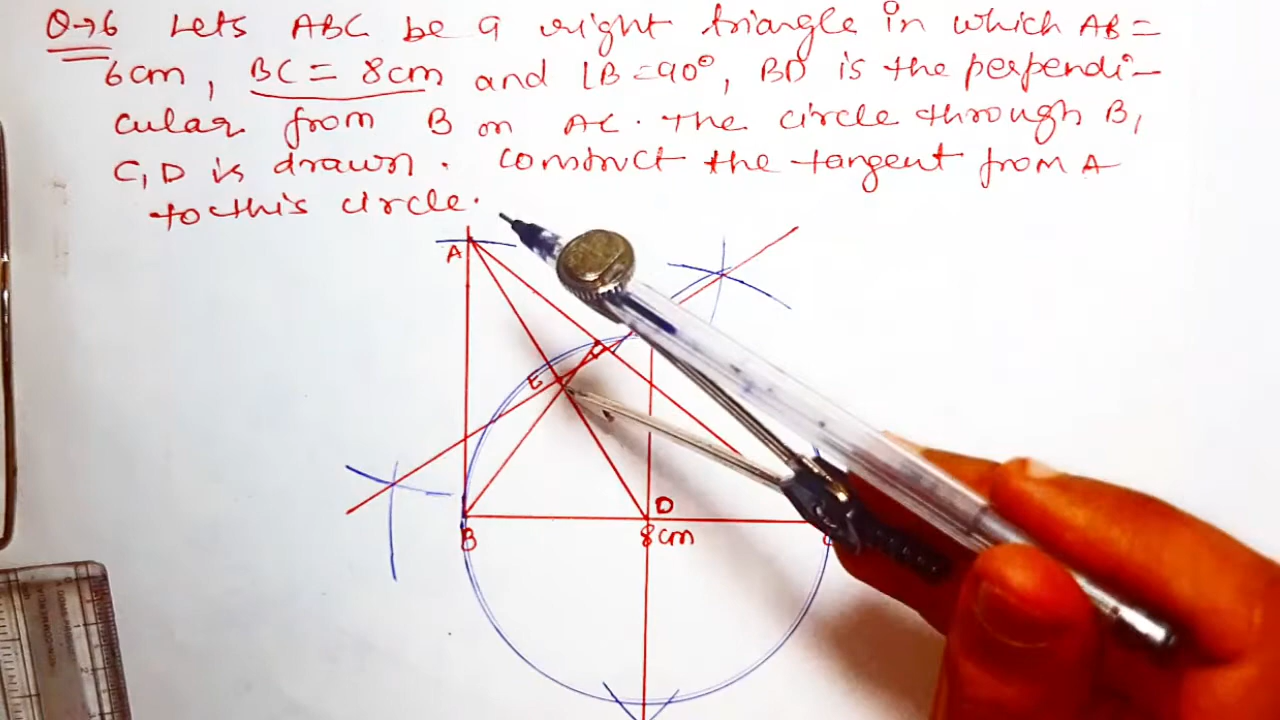 Q→6 Lets ABC be a right triangle in which AB =
6cm, BC = 8cm and ∠B=90°, BD is the perpendi-
cular from B on AC. The circle through B,
C, D is drawn. construct the tangent from A
to this circle.
A
E
D
B
8cm
C